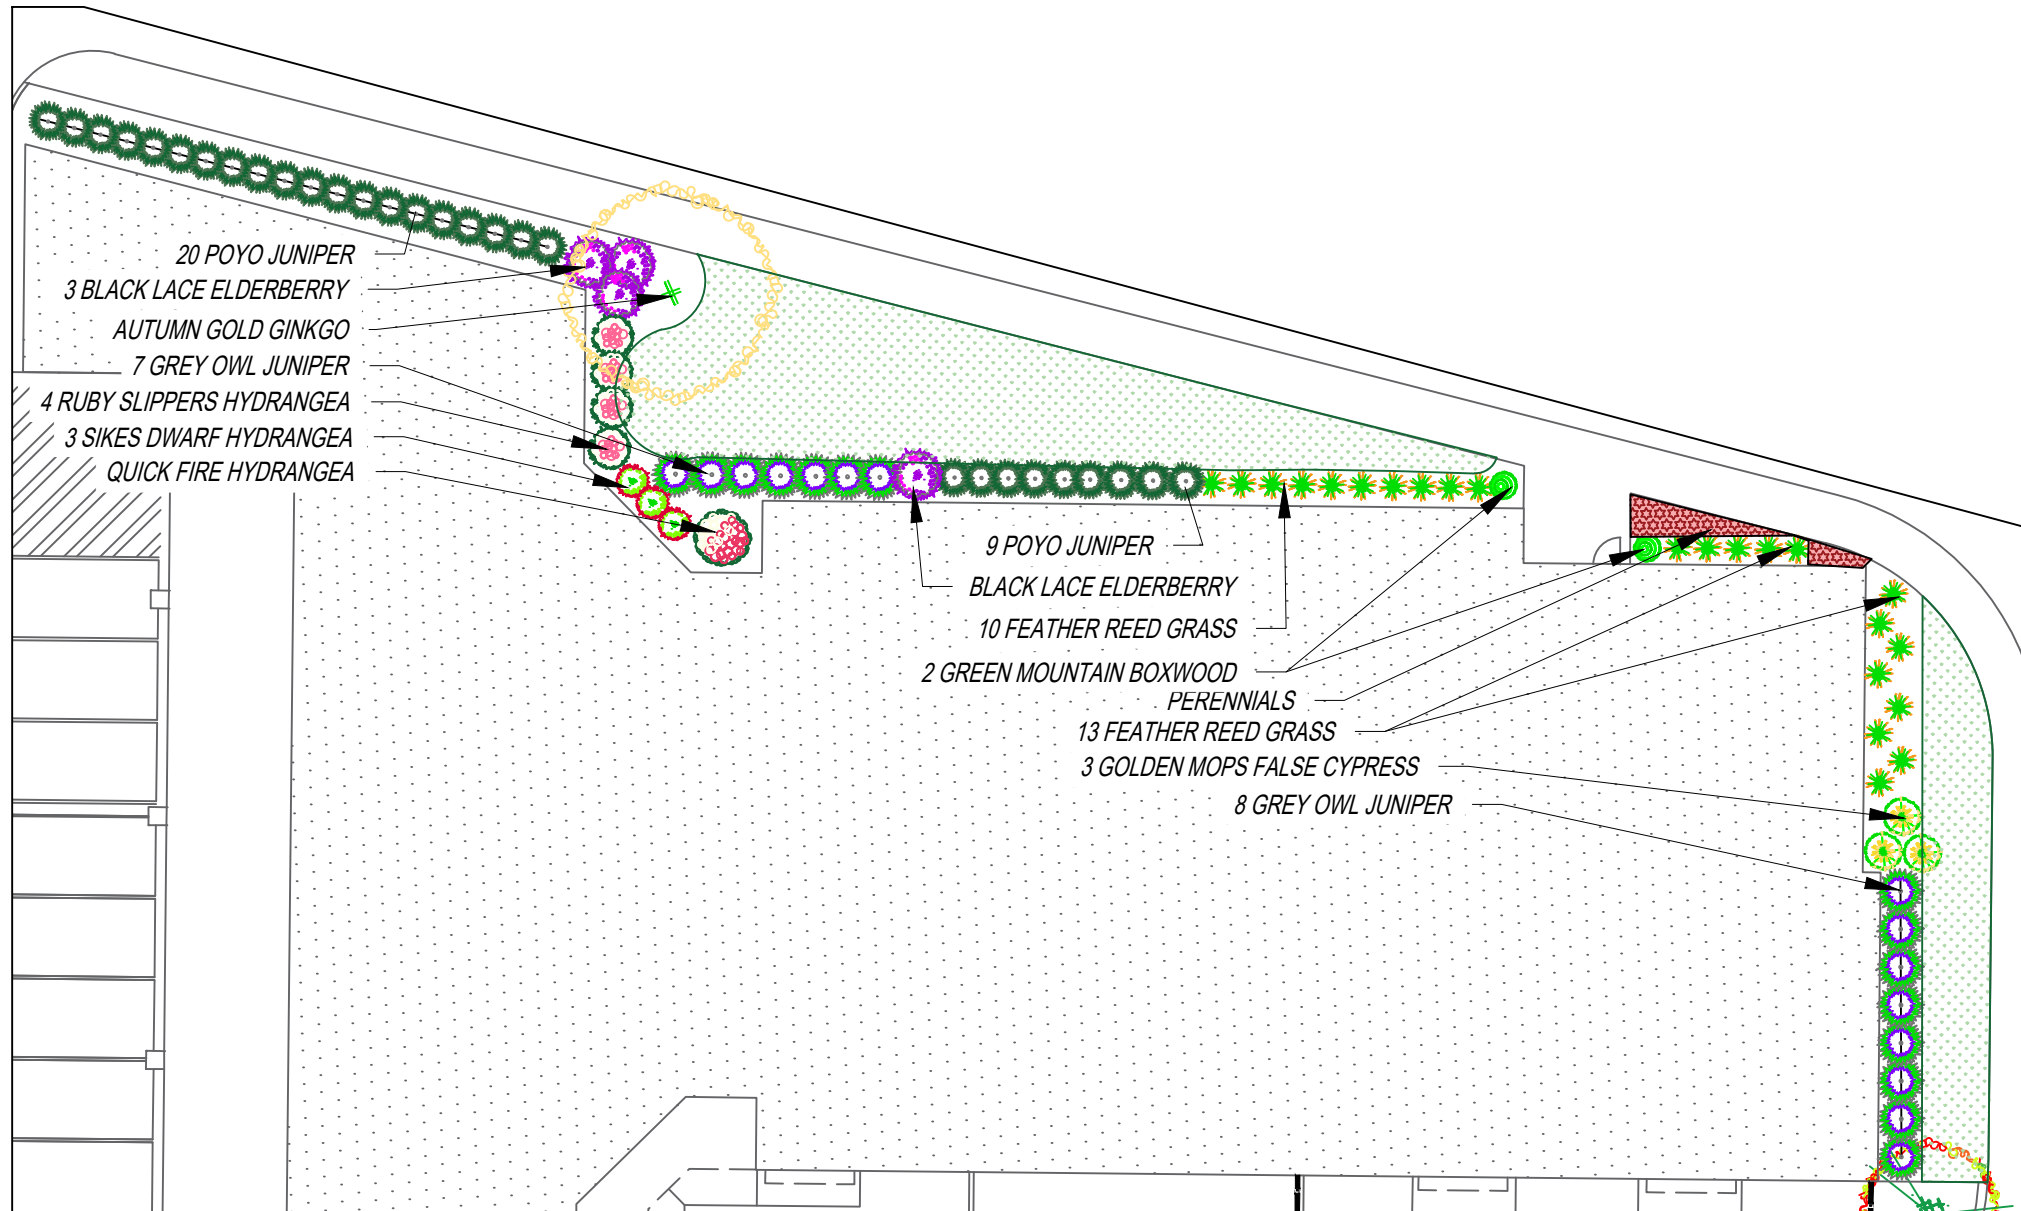 20 POYO JUNIPER
3 BLACK LACE ELDERBERRY
AUTUMN GOLD GINKGO
7 GREY OWL JUNIPER
4 RUBY SLIPPERS HYDRANGEA
3 SIKES DWARF HYDRANGEA
QUICK FIRE HYDRANGEA
9 POYO JUNIPER
BLACK LACE ELDERBERRY
10 FEATHER REED GRASS
2 GREEN MOUNTAIN BOXWOOD
PERENNIALS
13 FEATHER REED GRASS
3 GOLDEN MOPS FALSE CYPRESS
8 GREY OWL JUNIPER